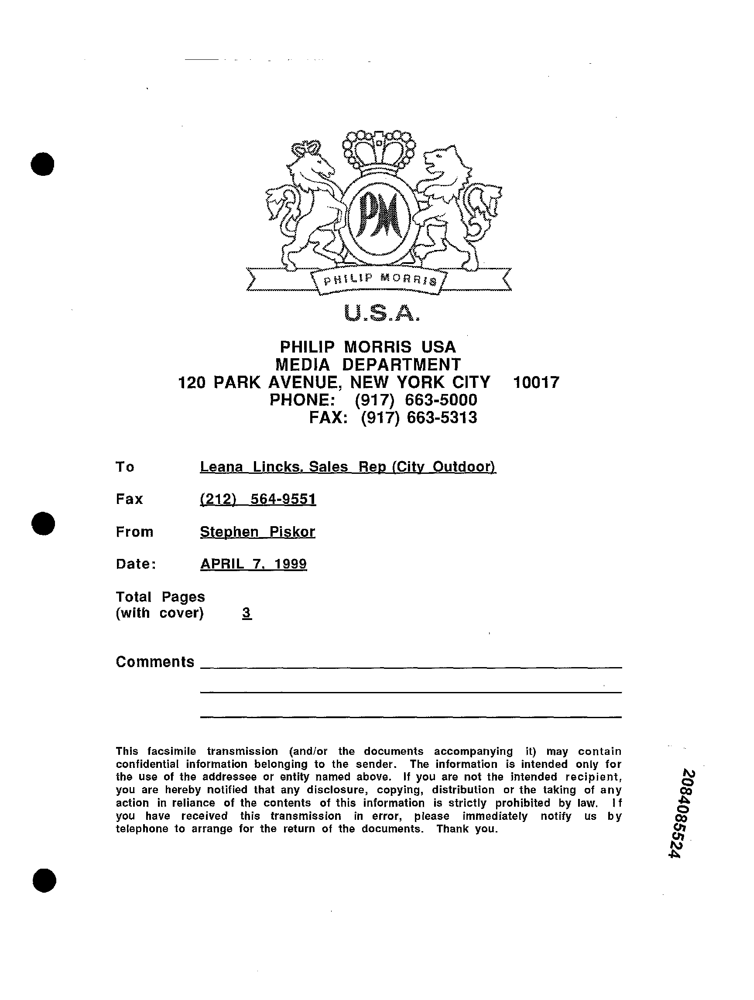 PM
PHILIP MORRIS
U.S.A.
PHILIP MORRIS USA
MEDIA DEPARTMENT
120 PARK AVENUE, NEW YORK CITY 10017
PHONE: (917) 663-5000
FAX: (917) 663-5313
To Leana Lincks, Sales Rep (City Outdoor)
Fax (212) 564-9551
From Stephen Piskor
Date: APRIL 7, 1999
Total Pages
(with cover) 3
Comments
This facsimile transmission (and/or the documents accompanying it) may contain
confidential information belonging to the sender. The information is intended only for
the use of the addressee or entity named above. If you are not the intended recipient,
you are hereby notified that any disclosure, copying, distribution or the taking of any
action in reliance of the contents of this information is strictly prohibited by law. If
you have received this transmission in error, please immediately notify us by
telephone to arrange for the return of the documents. Thank you.
2084085524